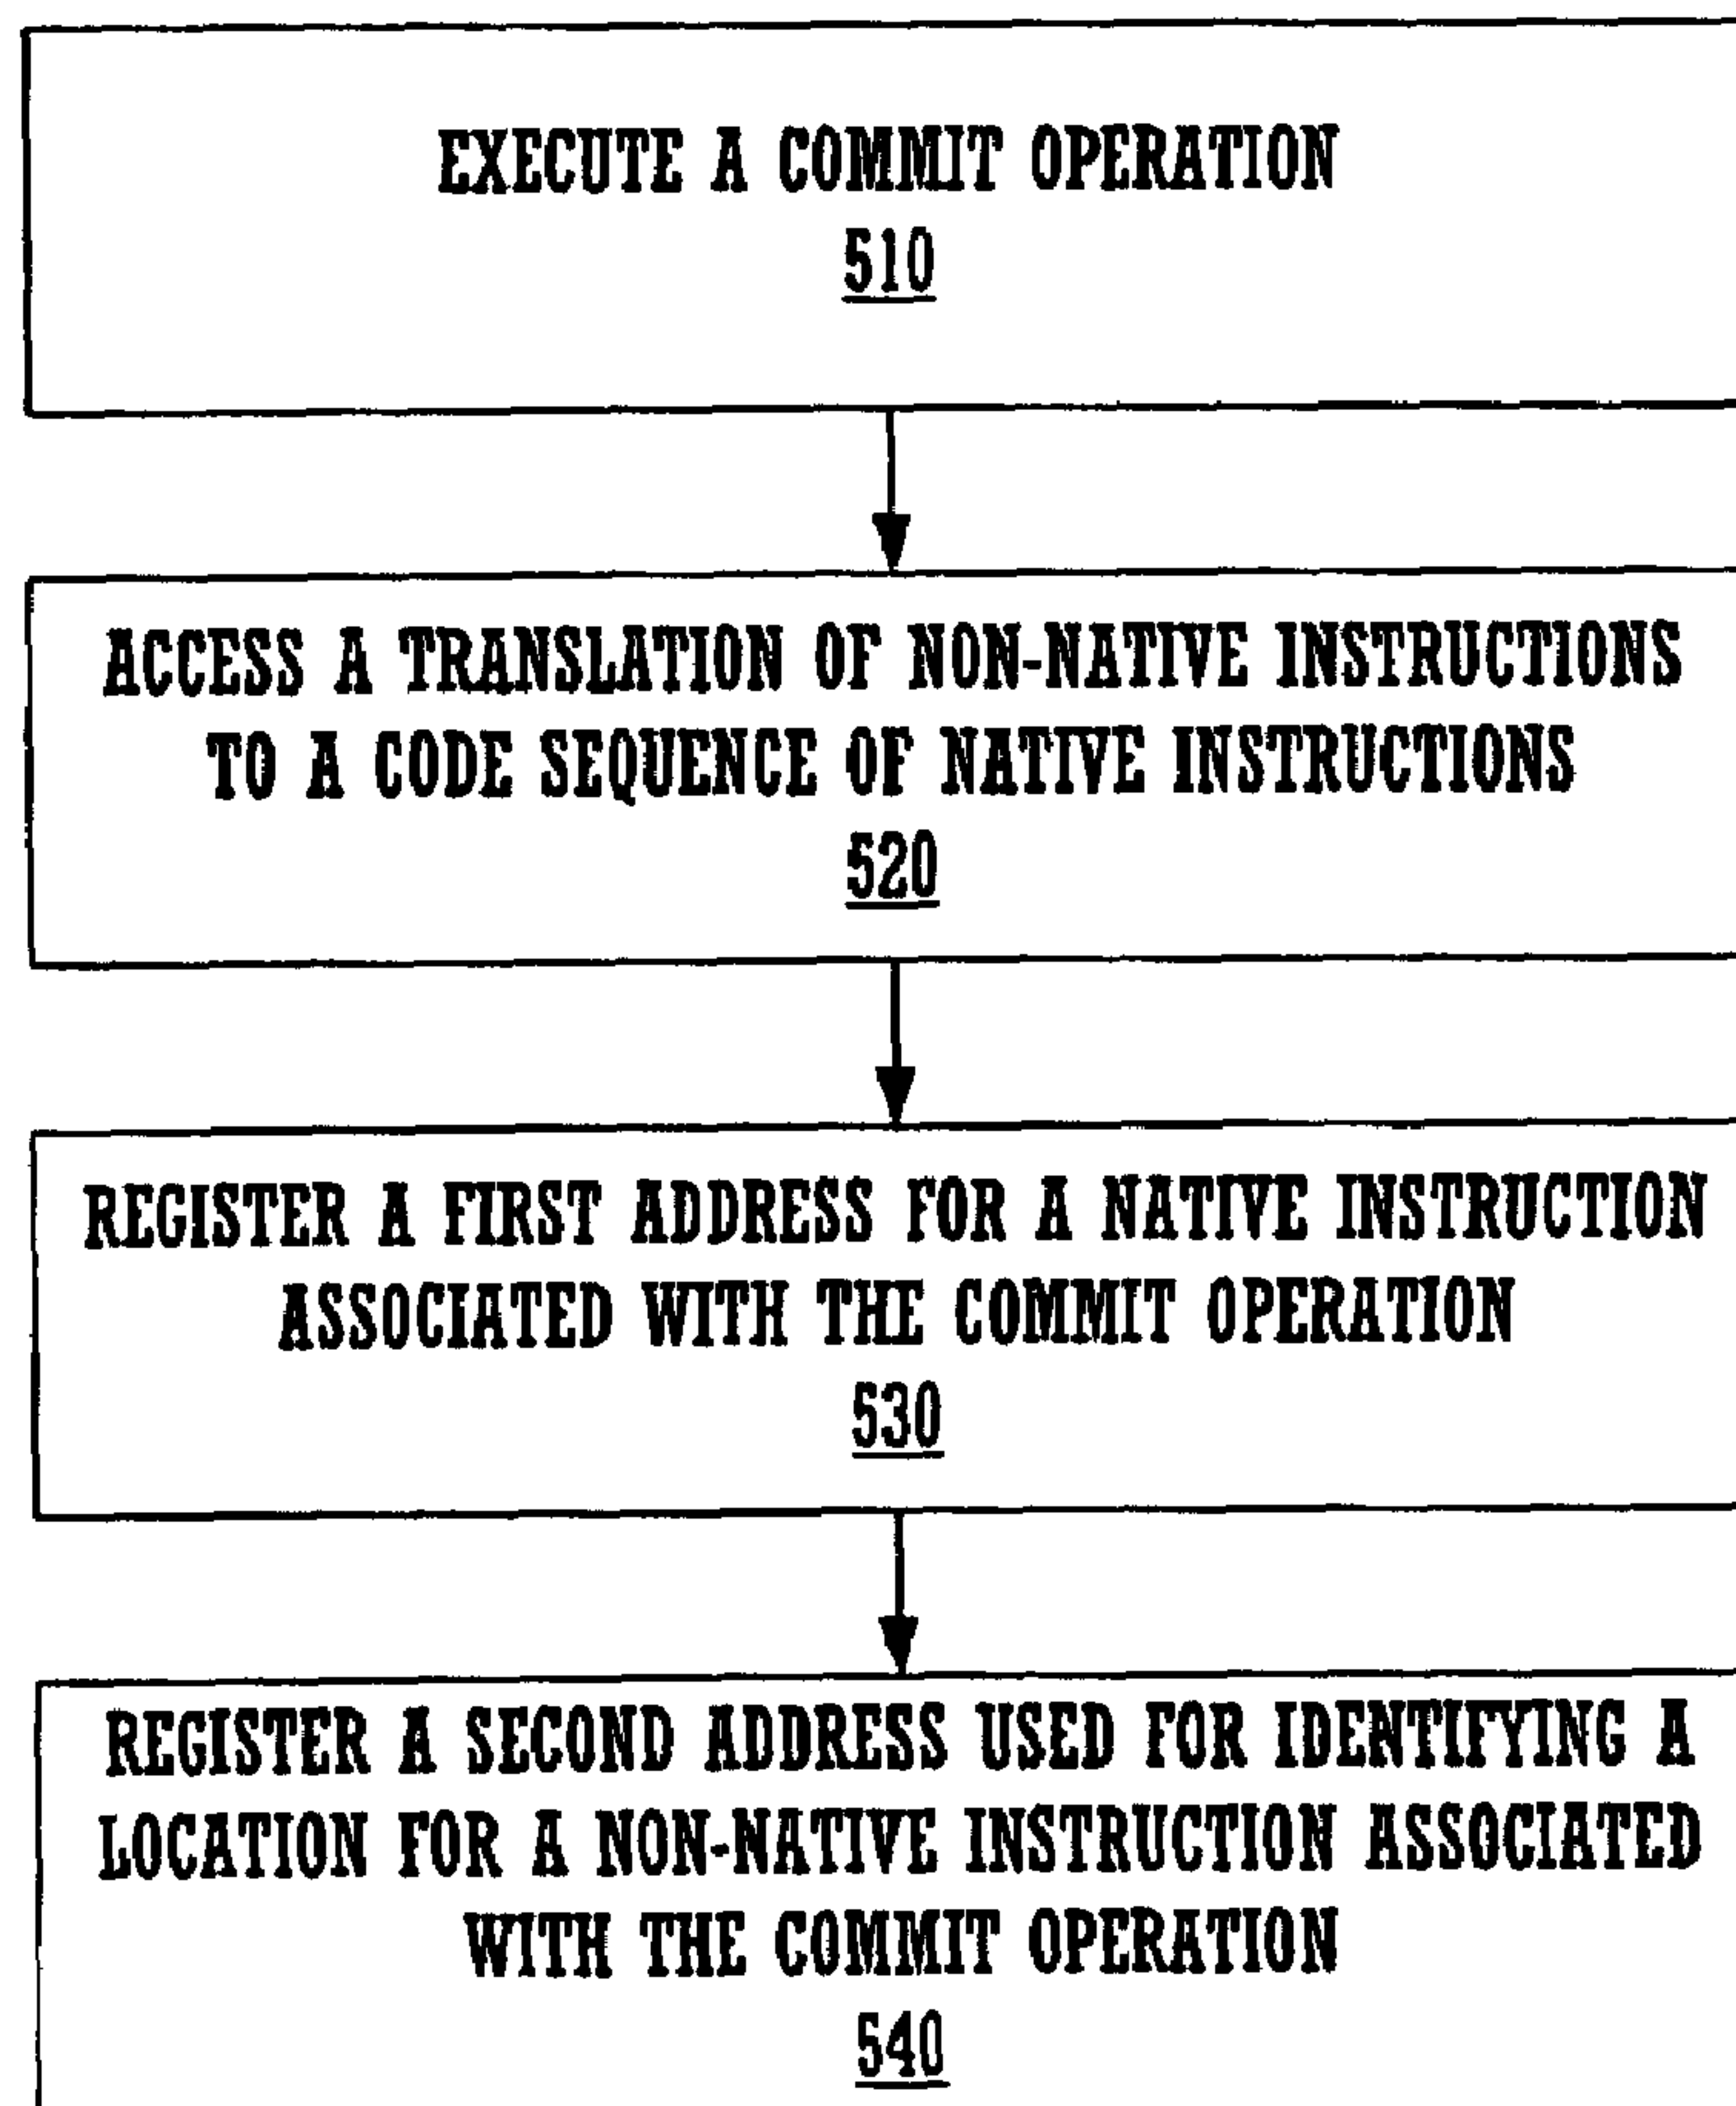 EXECUTE A COMMIT OPERATION
510
ACCESS A TRANSLATION OF NON-NATIVE INSTRUCTIONS
TO A CODE SEQUENCE OF NATIVE INSTRUCTIONS
520
REGISTER A FIRST ADDRESS FOR A NATIVE INSTRUCTION
ASSOCIATED WITH THE COMMIT OPERATION
530
REGISTER A SECOND ADDRESS USED FOR IDENTIFYING A
LOCATION FOR A NON-NATIVE INSTRUCTION ASSOCIATED
WITH THE COMMIT OPERATION
540